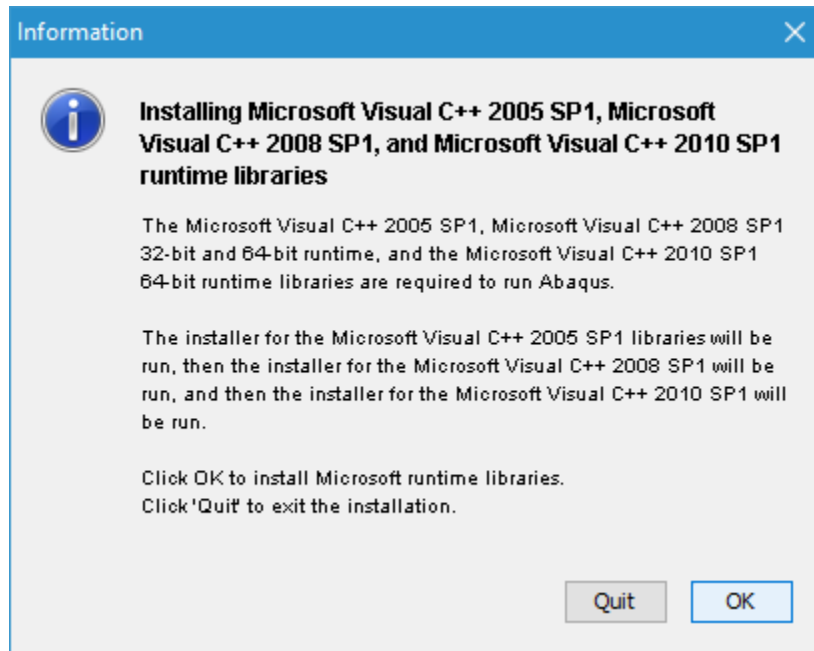 Information
Installing Microsoft Visual C++ 2005 SP1, Microsoft
Visual C++ 2008 SP1, and Microsoft Visual C++ 2010 SP1
runtime libraries
The Microsoft Visual C++ 2005 SP1, Microsoft Visual C++ 2008 SP1
32-bit and 64-bit runtime, and the Microsoft Visual C++ 2010 SP1
64-bit runtime libraries are required to run Abaqus.
The installer for the Microsoft Visual C++ 2005 SP1 libraries will be
run, then the installer for the Microsoft Visual C++ 2008 SP1 will be
run, and then the installer for the Microsoft Visual C++ 2010 SP1 will
be run.
Click OK to install Microsoft runtime libraries.
Click 'Quit' to exit the installation.
Quit OK